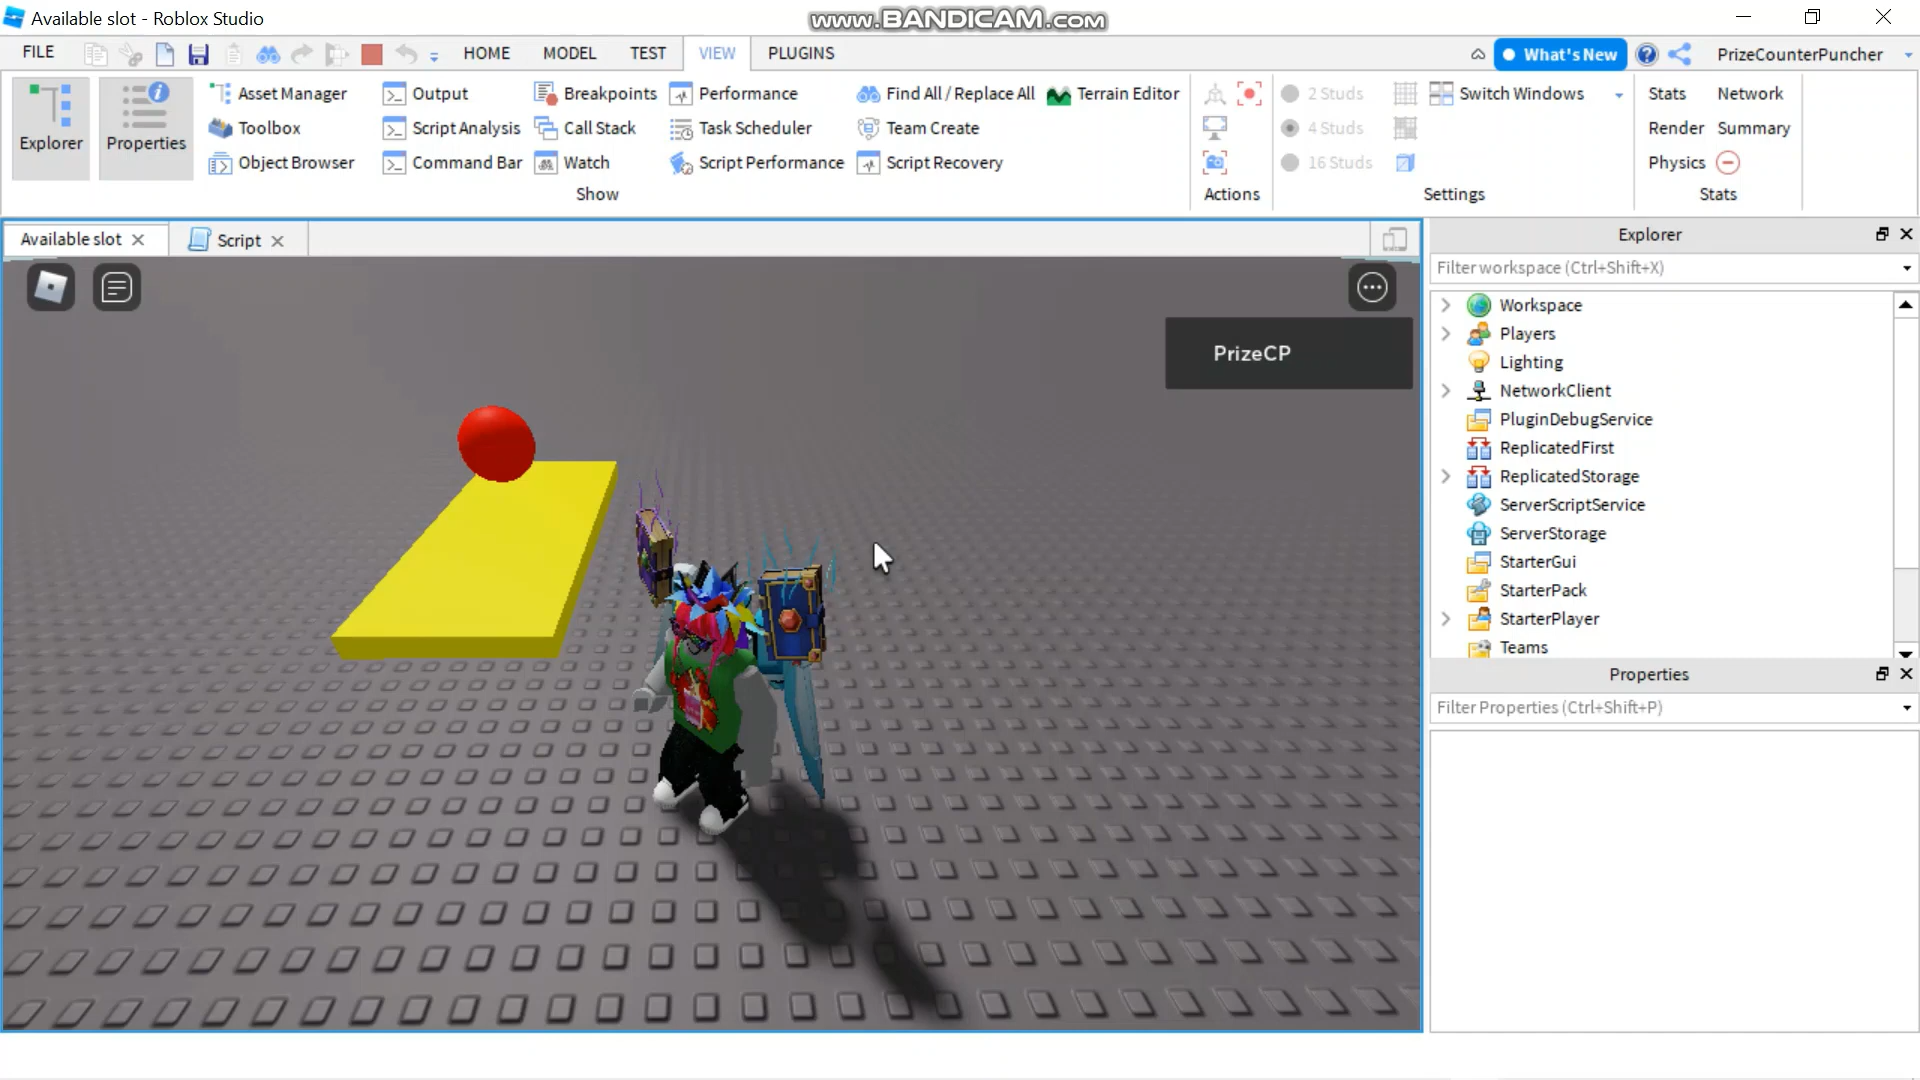 Available slot - Roblox Studio
www.BANDICAM.com
FILE HOME MODEL TEST VIEW PLUGINS
What's New
PrizeCounterPuncher
Explorer
Properties
Asset Manager
Toolbox
Object Browser
Output
Script Analysis
Command Bar
Breakpoints
Call Stack
Watch
Performance
Task Scheduler
Script Performance
Find All / Replace All
Team Create
Script Recovery
Terrain Editor
Show
Actions
2 Studs
4 Studs
16 Studs
Switch Windows
Settings
Stats Network
Render Summary
Physics
Stats
Available slot
Script
PrizeCP
Explorer
Filter workspace (Ctrl+Shift+X)
Workspace
Players
Lighting
NetworkClient
PluginDebugService
ReplicatedFirst
ReplicatedStorage
ServerScriptService
ServerStorage
StarterGui
StarterPack
StarterPlayer
Teams
Properties
Filter Properties (Ctrl+Shift+P)